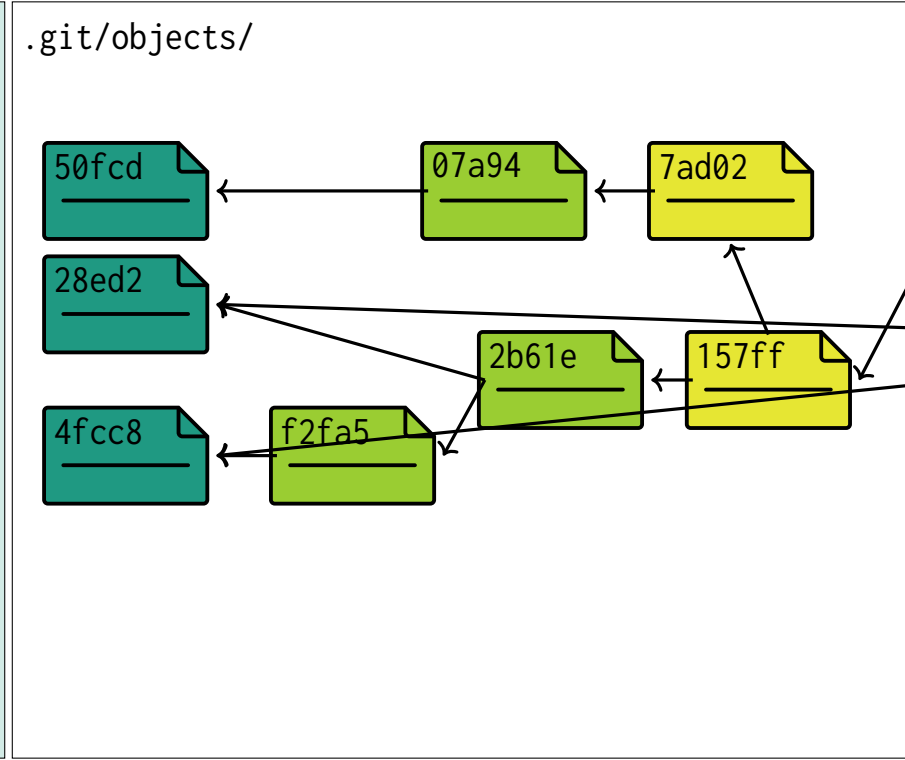 .git/objects/
50fcd
07a94
7ad02
28ed2
2b61e
157ff
4fcc8
f2fa5